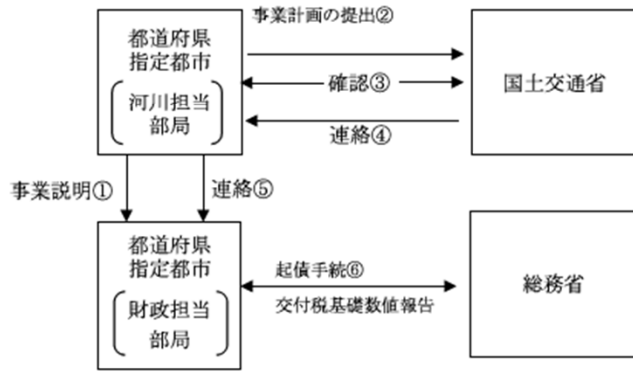 事業計画の提出②
都道府県
指定都市
河川担当
部局
確認③
国土交通省
連絡④
事業説明①
連絡⑤
都道府県
指定都市
財政担当
部局
起債手続⑥
交付税基礎数値報告
総務省